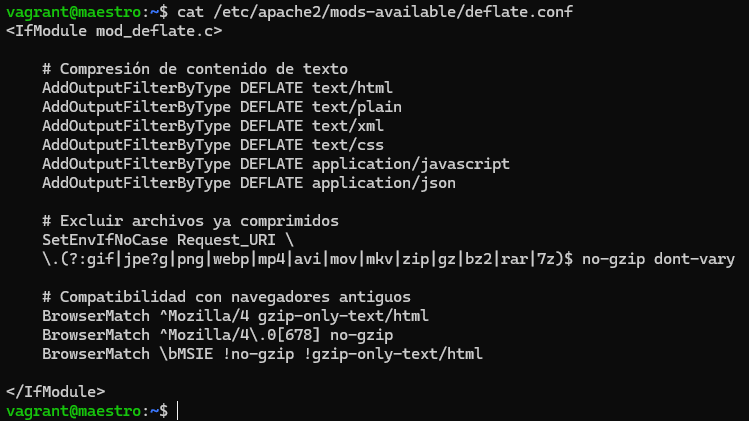 vagrant@maestro:~$ cat /etc/apache2/mods-available/deflate.conf
<IfModule mod_deflate.c>
# Compresión de contenido de texto
AddOutputFilterByType DEFLATE text/html
AddOutputFilterByType DEFLATE text/plain
AddOutputFilterByType DEFLATE text/xml
AddOutputFilterByType DEFLATE text/css
AddOutputFilterByType DEFLATE application/javascript
AddOutputFilterByType DEFLATE application/json
# Excluir archivos ya comprimidos
SetEnvIfNoCase Request_URI \
\.(?:gif|jpe?g|png|webp|mp4|avi|mov|mkv|zip|gz|bz2|rar|7z)$ no-gzip dont-vary
# Compatibilidad con navegadores antiguos
BrowserMatch ^Mozilla/4 gzip-only-text/html
BrowserMatch ^Mozilla/4\.0[678] no-gzip
BrowserMatch \bMSIE !no-gzip !gzip-only-text/html
</IfModule>
vagrant@maestro:~$